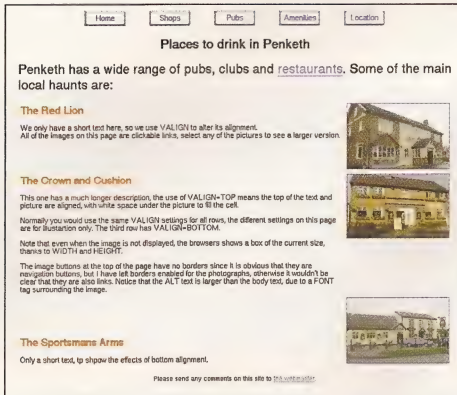 Home Shops Pubs Amenities Location
Places to drink in Penketh
Penketh has a wide range of pubs, clubs and restaurants. Some of the main
local haunts are:
The Red Lion
We only have a short text here, so we use VALIGN to alter its alignment.
All of the images on this page are clickable links, select any of the pictures to see a larger version.
The Crown and Cushion
This one has a much longer description, the use of VALIGN=TOP means the top of the text and
picture are aligned, with white space under the picture to fill the cell.
Normally you would use the same VALIGN settings for all rows, the different settings on this page
are for illustartion only. The third row has VALIGN=BOTTOM.
Note that even when the image is not displayed, the browsers shows a box of the current size,
thanks to WIDTH and HEIGHT.
The image buttons at the top of the page have no borders since it is obvious that they are
navigation buttons, but I have left borders enabled for the photographs, otherwise it wouldn't be
clear that they are also links. Notice that the ALT text is larger than the body text, due to a FONT
tag surrounding the image.
The Sportsmans Arms
Only a short text, tp shpow the effects of bottom alignment.
Please send any comments on this site to the webmaster